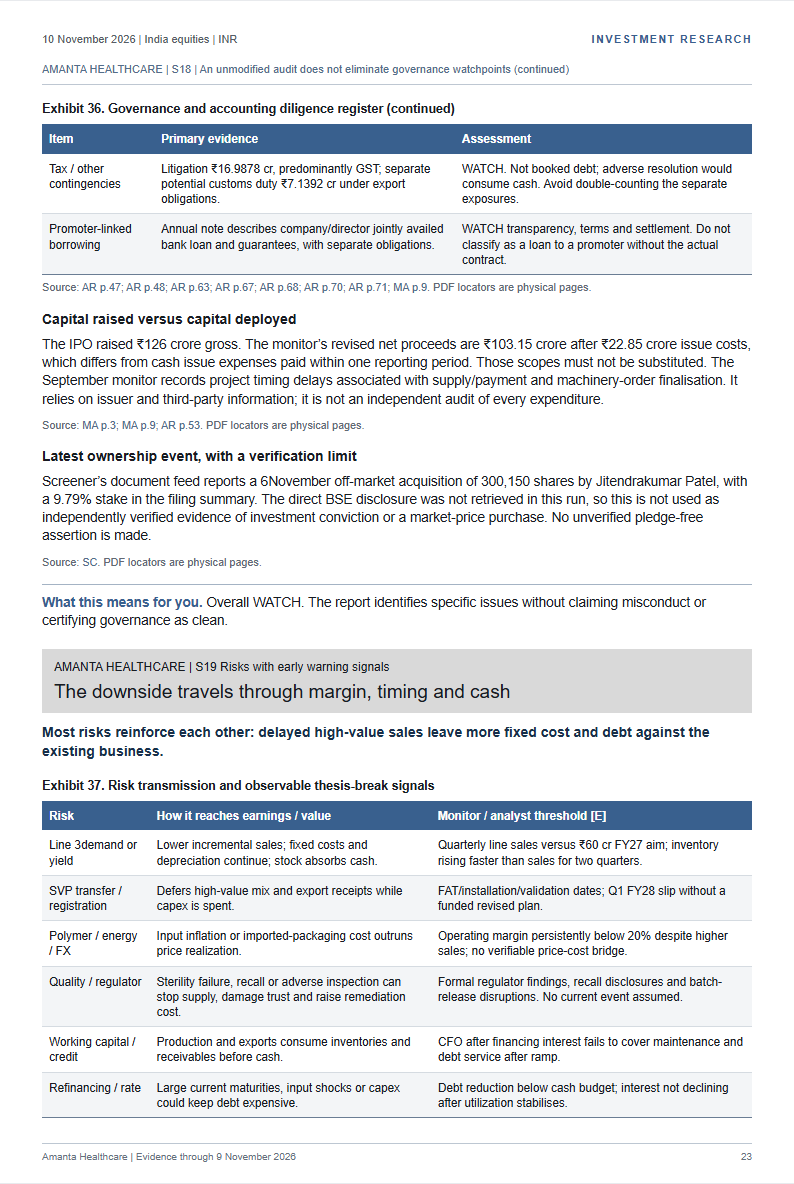 10 November 2026 | India equities | INR
INVESTMENT RESEARCH
AMANTA HEALTHCARE | S18 | An unmodified audit does not eliminate governance watchpoints (continued)
Exhibit 36. Governance and accounting diligence register (continued)
Item Primary evidence Assessment
Tax / other contingencies
Litigation ₹16.9878 cr, predominantly GST; separate
potential customs duty ₹7.1392 cr under export
obligations.
WATCH. Not booked debt; adverse resolution would
consume cash. Avoid double-counting the separate
exposures.
Promoter-linked
borrowing
Annual note describes company/director jointly availed
bank loan and guarantees, with separate obligations.
WATCH transparency, terms and settlement. Do not
classify as a loan to a promoter without the actual
contract.
Source: AR p.47; AR p.48; AR p.63; AR p.67; AR p.68; AR p.70; AR p.71; MA p.9. PDF locators are physical pages.
Capital raised versus capital deployed
The IPO raised ₹126 crore gross. The monitor's revised net proceeds are ₹103.15 crore after ₹22.85 crore issue costs,
which differs from cash issue expenses paid within one reporting period. Those scopes must not be substituted. The
September monitor records project timing delays associated with supply/payment and machinery-order finalisation. It
relies on issuer and third-party information; it is not an independent audit of every expenditure.
Source: MA p.3; MA p.9; AR p.53. PDF locators are physical pages.
Latest ownership event, with a verification limit
Screener's document feed reports a 6November off-market acquisition of 300,150 shares by Jitendrakumar Patel, with
a 9.79% stake in the filing summary. The direct BSE disclosure was not retrieved in this run, so this is not used as
independently verified evidence of investment conviction or a market-price purchase. No unverified pledge-free
assertion is made.
Source: SC. PDF locators are physical pages.
What this means for you. Overall WATCH. The report identifies specific issues without claiming misconduct or
certifying governance as clean.
AMANTA HEALTHCARE | S19 Risks with early warning signals
The downside travels through margin, timing and cash
Most risks reinforce each other: delayed high-value sales leave more fixed cost and debt against the
existing business.
Exhibit 37. Risk transmission and observable thesis-break signals
Risk How it reaches earnings / value Monitor / analyst threshold [E]
Line 3demand or
yield
Lower incremental sales; fixed costs and
depreciation continue; stock absorbs cash.
Quarterly line sales versus ₹60 cr FY27 aim; inventory
rising faster than sales for two quarters.
SVP transfer /
registration
Defers high-value mix and export receipts while
capex is spent.
FAT/installation/validation dates; Q1 FY28 slip without a
funded revised plan.
Polymer / energy
/ FX
Input inflation or imported-packaging cost outruns
price realization.
Operating margin persistently below 20% despite higher
sales; no verifiable price-cost bridge.
Quality / regulator
Sterility failure, recall or adverse inspection can
stop supply, damage trust and raise remediation
cost.
Formal regulator findings, recall disclosures and batch-
release disruptions. No current event assumed.
Working capital /
credit
Production and exports consume inventories and
receivables before cash.
CFO after financing interest fails to cover maintenance and
debt service after ramp.
Refinancing / rate
Large current maturities, input shocks or capex
could keep debt expensive.
Debt reduction below cash budget; interest not declining
after utilization stabilises.
Amanta Healthcare | Evidence through 9 November 2026
23